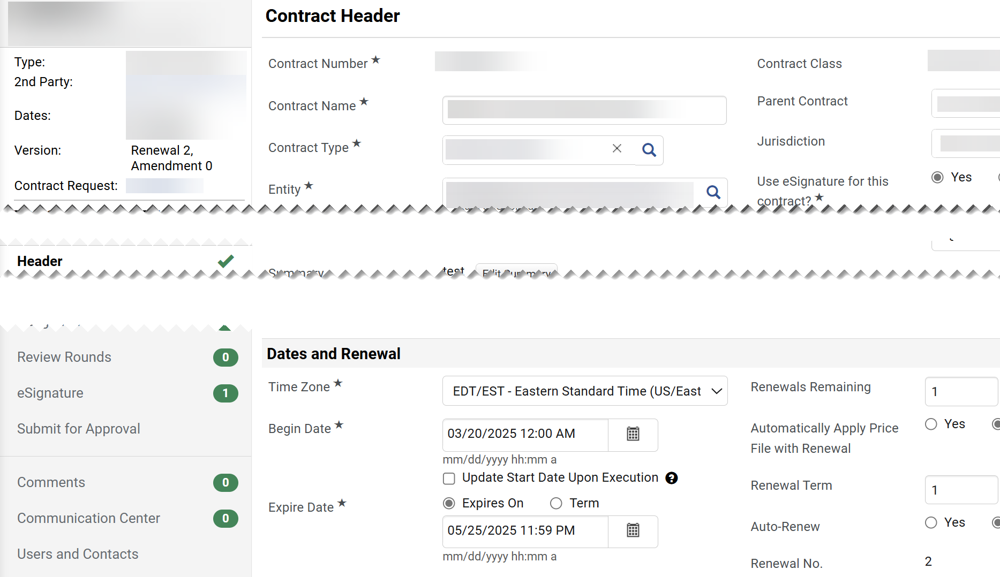 Contract Header
Type:
2nd Party:
Dates:
Version: Renewal 2,
Amendment 0
Contract Request:
Contract Number ★
Contract Name ★
Contract Type ★
Entity ★
Contract Class
Parent Contract
Jurisdiction
Use eSignature for this Yes
contract? ★
Header
Summary test Edit Summary
Review Rounds 0
eSignature 1
Submit for Approval
Comments 0
Communication Center 0
Users and Contacts
Dates and Renewal
Time Zone ★ EDT/EST - Eastern Standard Time (US/East
Begin Date ★ 03/20/2025 12:00 AM
mm/dd/yyyy hh:mm a
Update Start Date Upon Execution ?
Expire Date ★ Expires On Term
05/25/2025 11:59 PM
mm/dd/yyyy hh:mm a
Renewals Remaining 1
Automatically Apply Price Yes
File with Renewal
Renewal Term 1
Auto-Renew Yes
Renewal No. 2